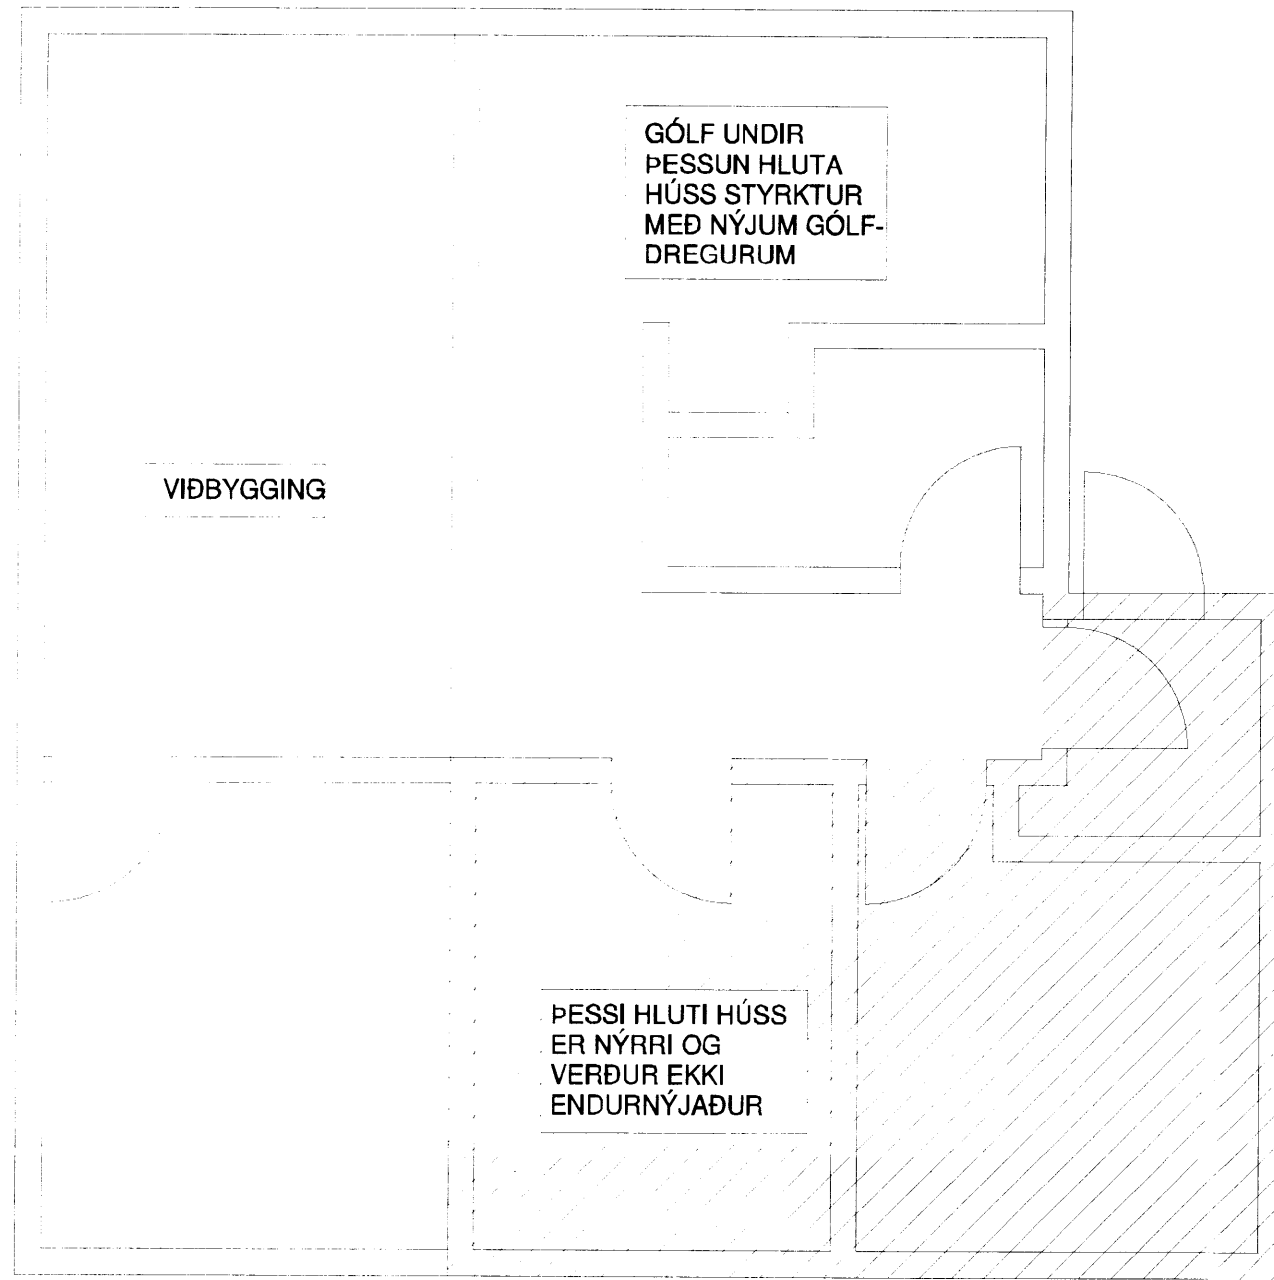 GÓLF UNDIR
ÞESSUN HLUTA
HÚSS STYRKTUR
MEÐ NÝJUM GÓLF-
DREGURUM
VIÐBYGGING
ÞESSI HLUTI HÚSS
ER NÝRRI OG
VERÐUR EKKI
ENDURNÝJAÐUR